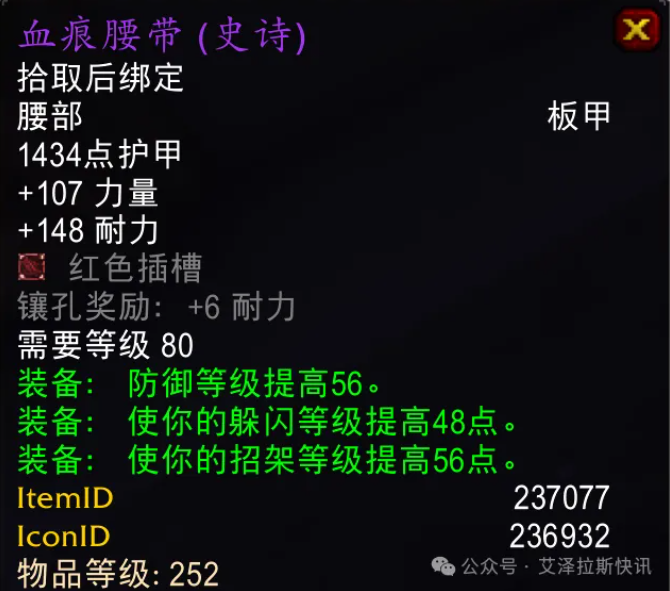 血痕腰带 (史诗)
拾取后绑定
腰部 板甲
1434点护甲
+107 力量
+148 耐力
红色插槽
镶孔奖励: +6 耐力
需要等级 80
装备: 防御等级提高56。
装备: 使你的躲闪等级提高48点。
装备: 使你的招架等级提高56点。
ItemID 237077
IconID 236932
物品等级: 252
公众号 · 艾泽拉斯快讯